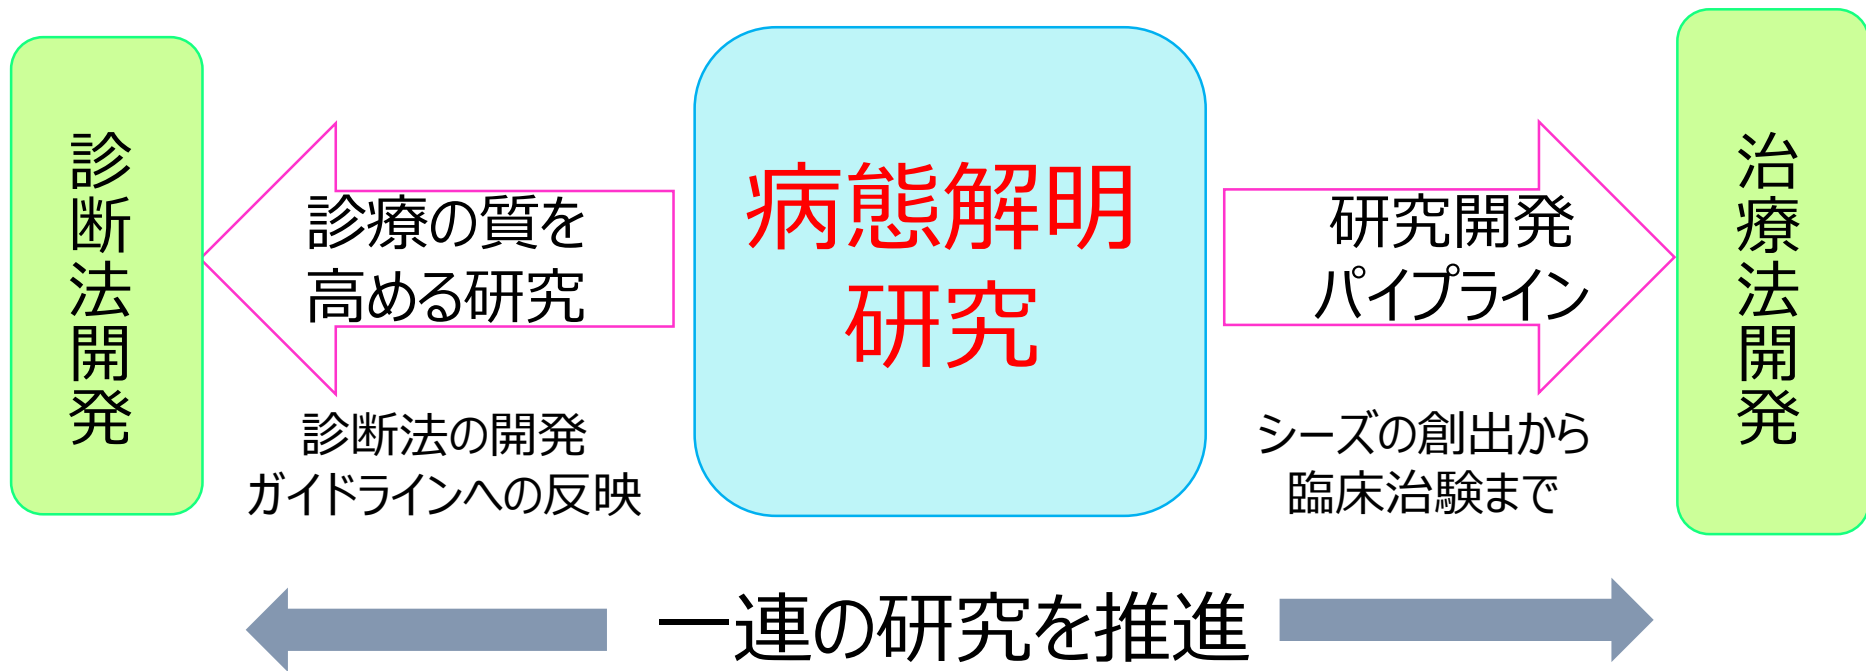 診断法開発
診療の質を
高める研究
診断法の開発
ガイドラインへの反映
病態解明
研究
研究開発
パイプライン
シーズの創出から
臨床治験まで
治療法開発
一連の研究を推進